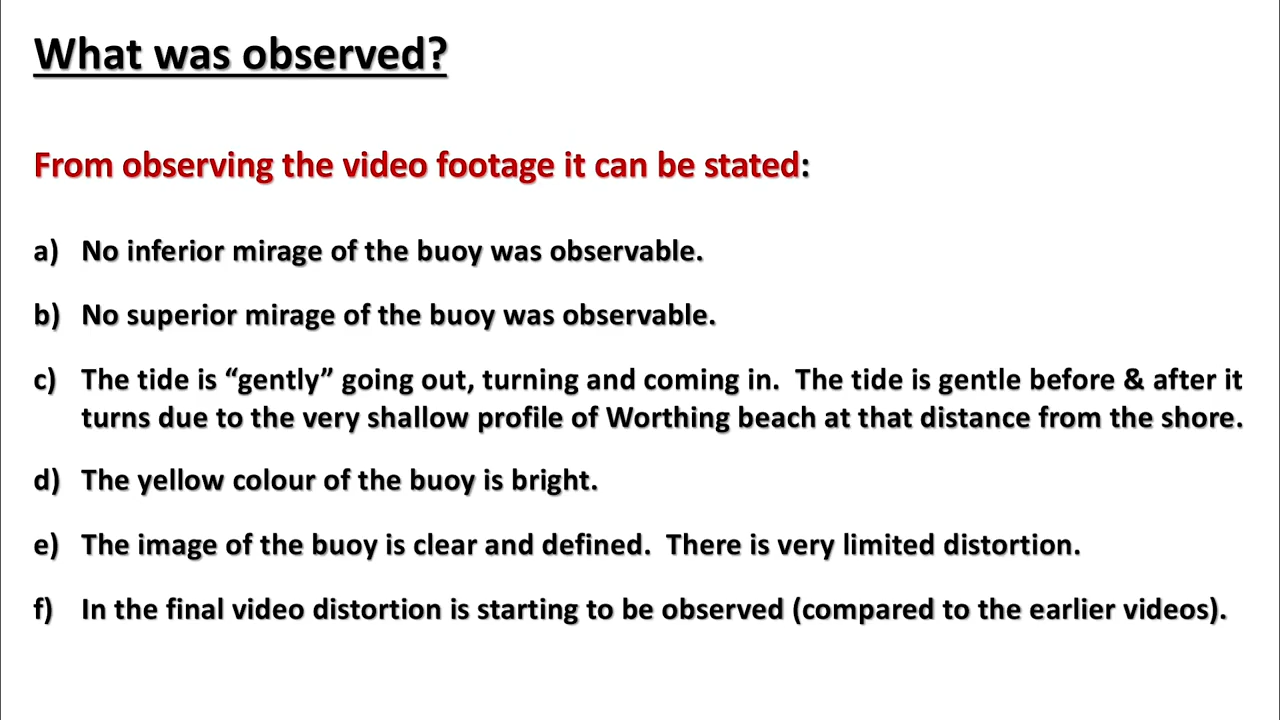 What was observed?
From observing the video footage it can be stated:
a) No inferior mirage of the buoy was observable.
b) No superior mirage of the buoy was observable.
c) The tide is “gently” going out, turning and coming in. The tide is gentle before & after it
turns due to the very shallow profile of Worthing beach at that distance from the shore.
d) The yellow colour of the buoy is bright.
e) The image of the buoy is clear and defined. There is very limited distortion.
f) In the final video distortion is starting to be observed (compared to the earlier videos).